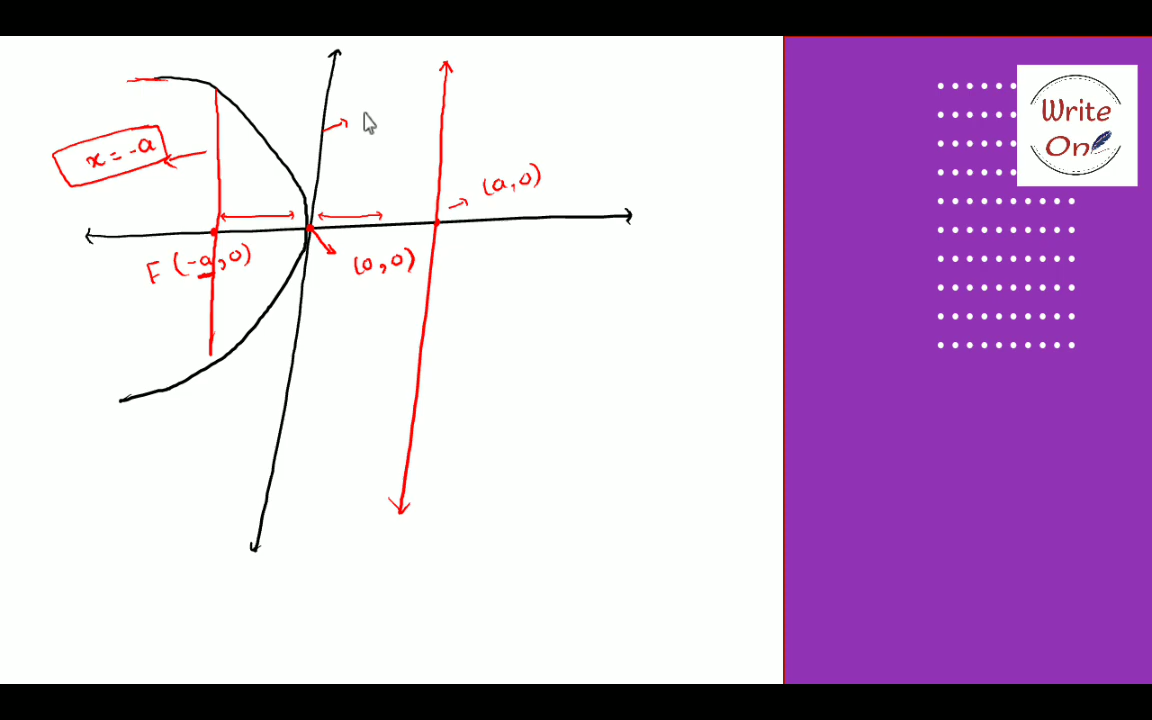 Write
On
x = -a
(a,0)
F (-a,0)
(0,0)